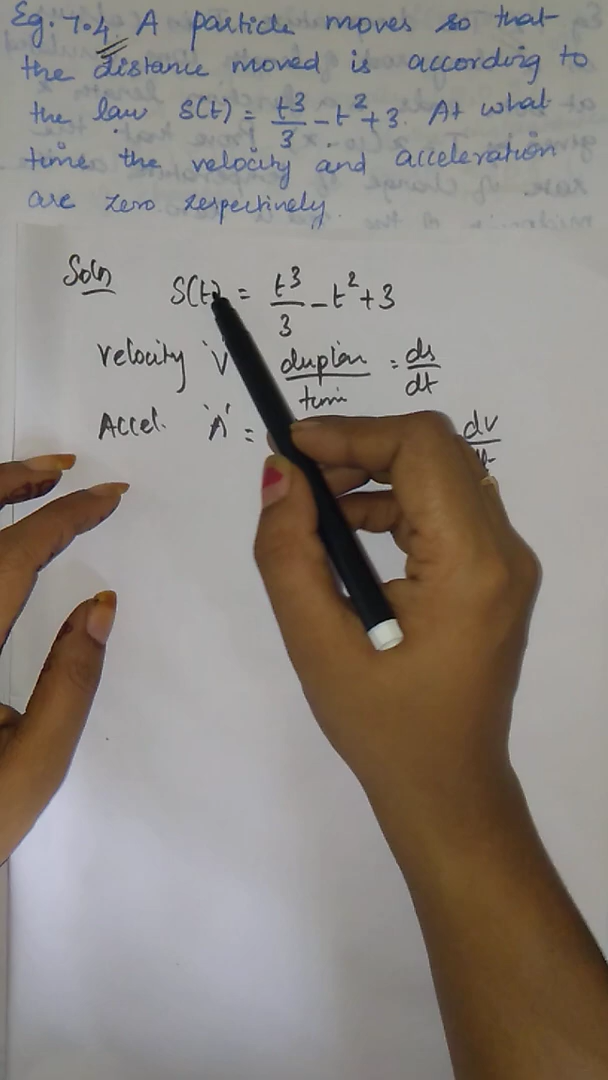 Eg. 7.4. A particle moves so that
the distance moved is according to
the law S(t) = t³/3 - t² + 3. At what
time the velocity and acceleration
are zero respectively.
Soln
S(t) = t³/3 - t² + 3
Velocity 'V' = ds/dt
Accel. 'A' = dv